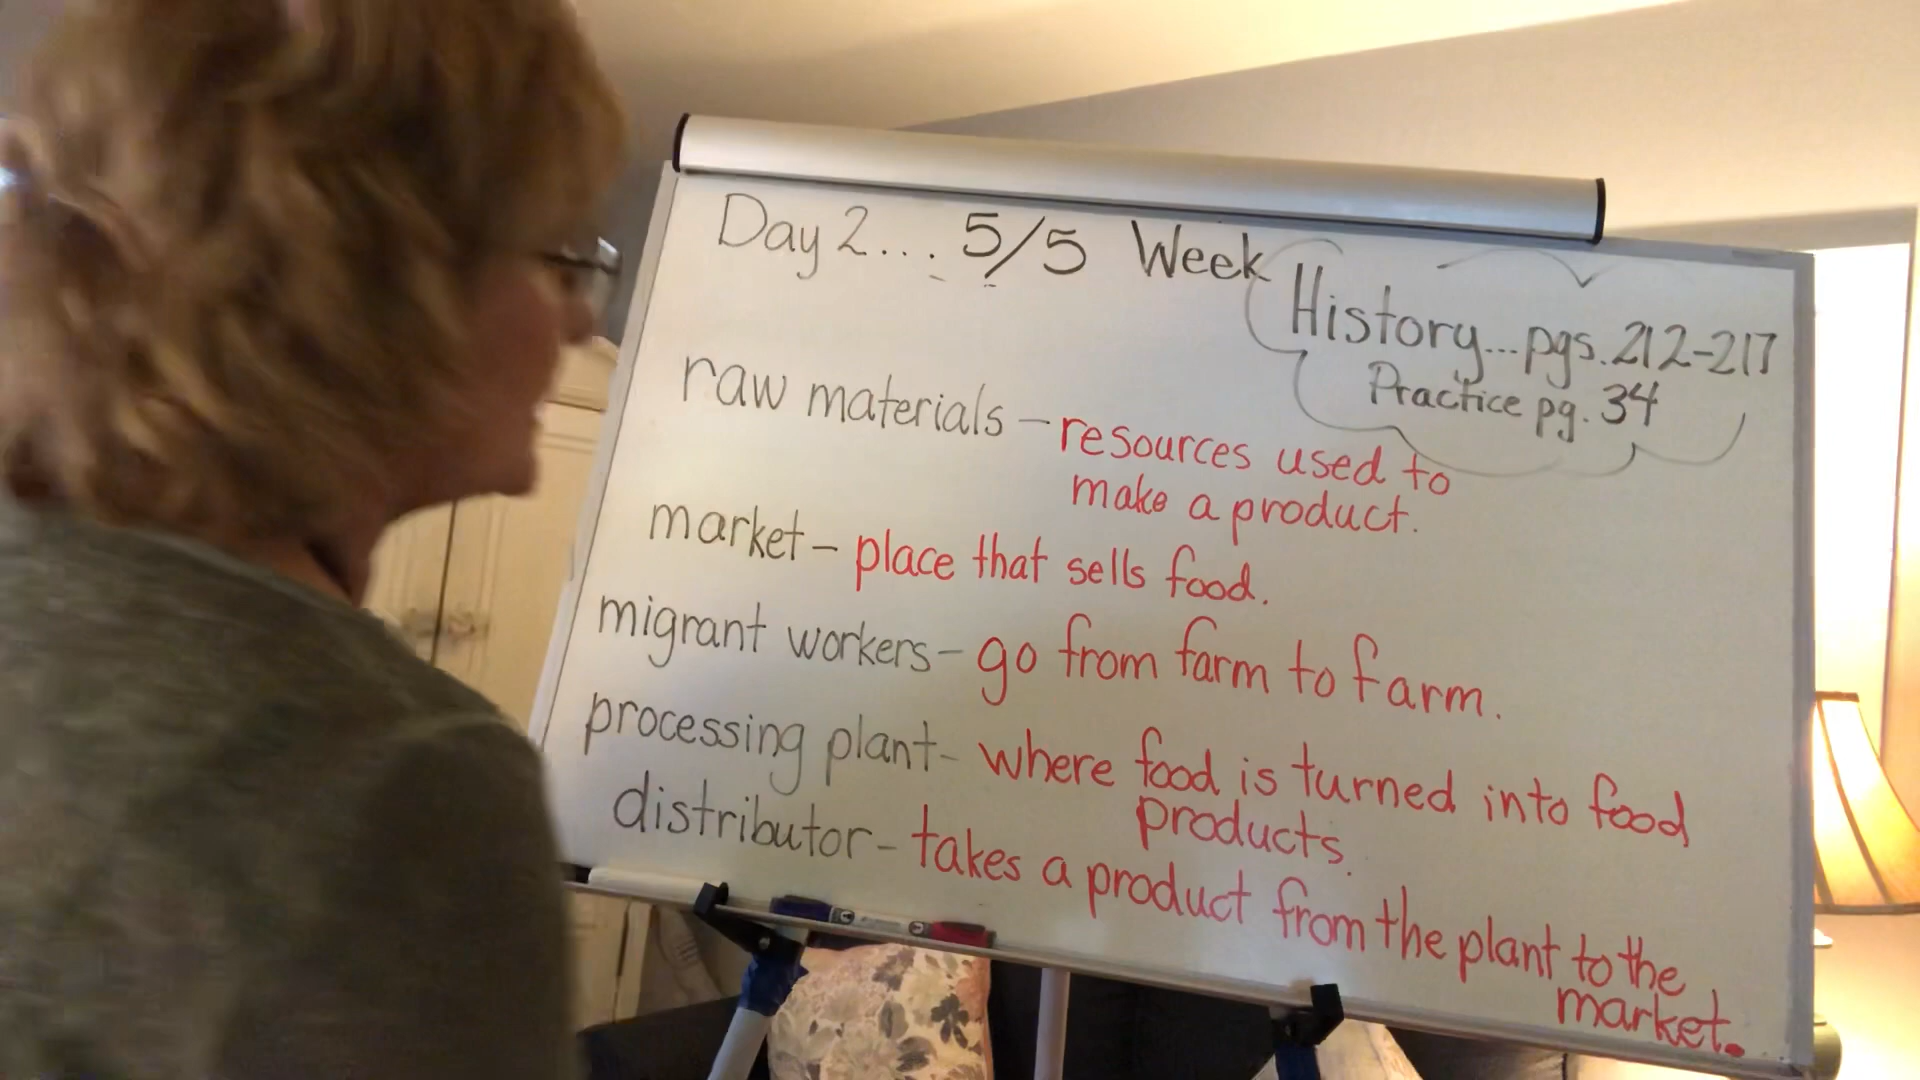 Day 2... 5/5 Week
History...pgs. 212-217
Practice pg. 34
raw materials - resources used to
make a product.
market - place that sells food.
migrant workers - go from farm to farm.
processing plant - where food is turned into food
products.
distributor - takes a product from the plant to the
market.